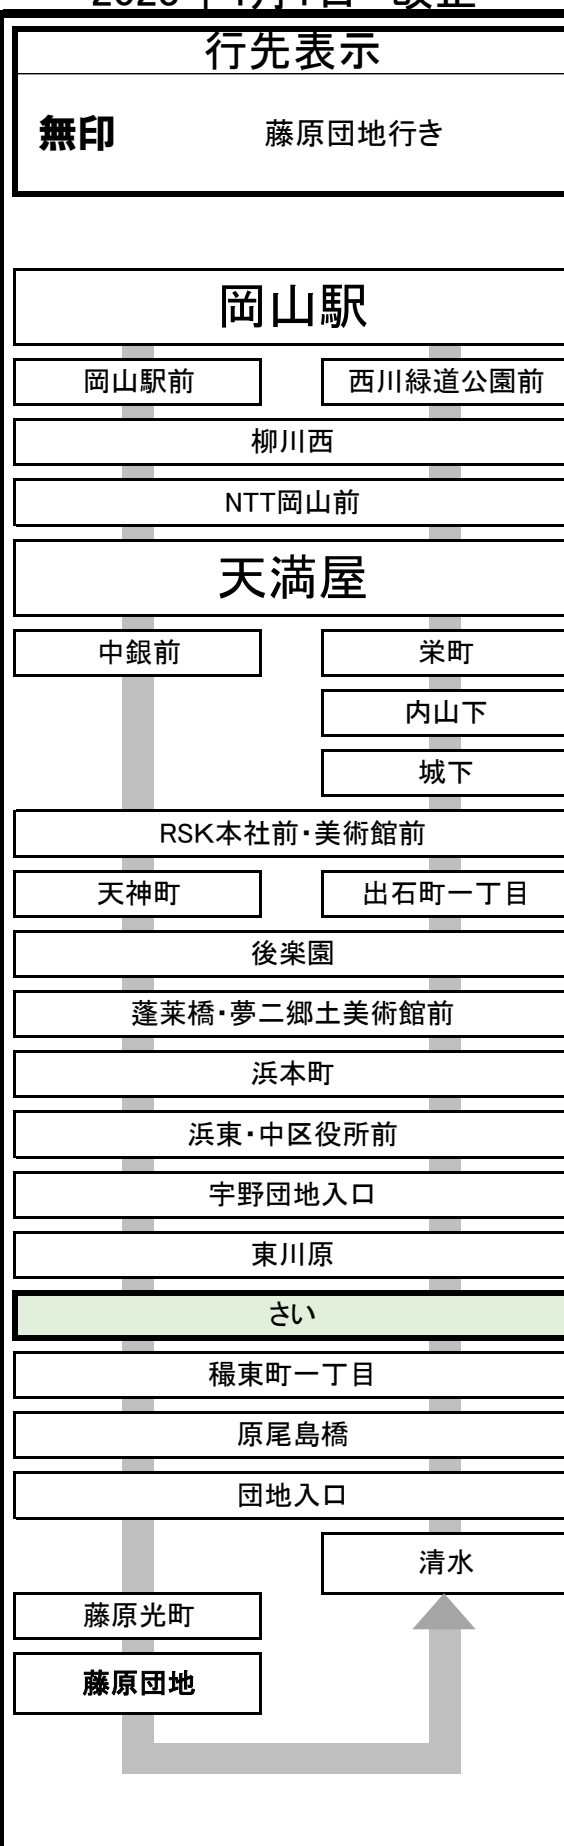 行先表示
無印 藤原団地行き
岡山駅
岡山駅前 西川緑道公園前
柳川西
NTT岡山前
天満屋
中銀前 栄町
内山下
城下
RSK本社前・美術館前
天神町 出石町一丁目
後楽園
蓬莱橋・夢二郷土美術館前
浜本町
浜東・中区役所前
宇野団地入口
東川原
さい
穝東町一丁目
原尾島橋
団地入口
清水
藤原光町
藤原団地